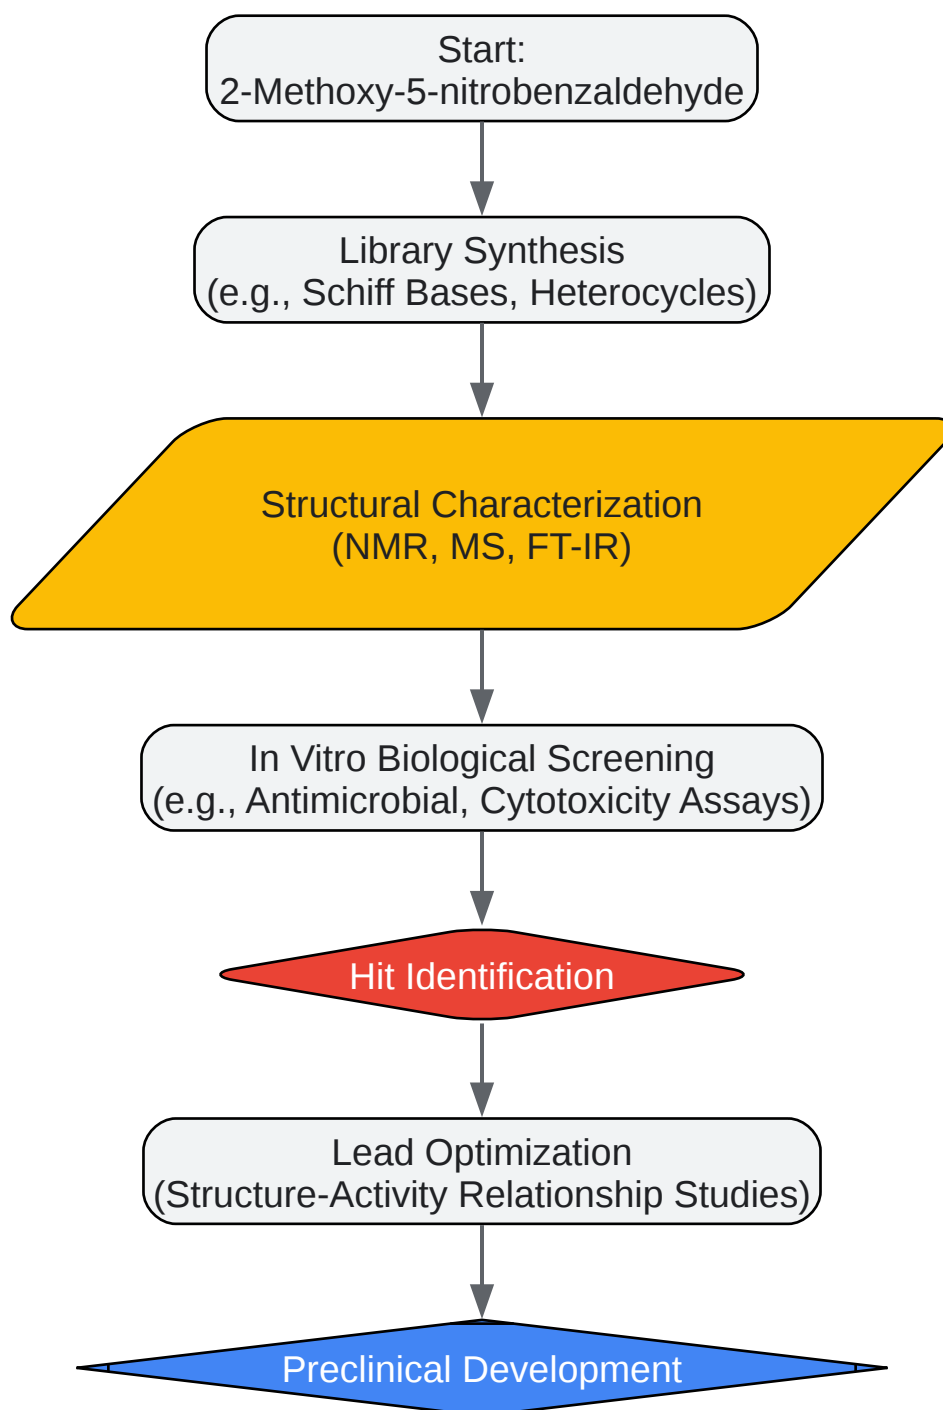 Start:
2-Methoxy-5-nitrobenzaldehyde
Library Synthesis
(e.g., Schiff Bases, Heterocycles)
Structural Characterization
(NMR, MS, FT-IR)
In Vitro Biological Screening
(e.g., Antimicrobial, Cytotoxicity Assays)
Hit Identification
Lead Optimization
(Structure-Activity Relationship Studies)
Preclinical Development